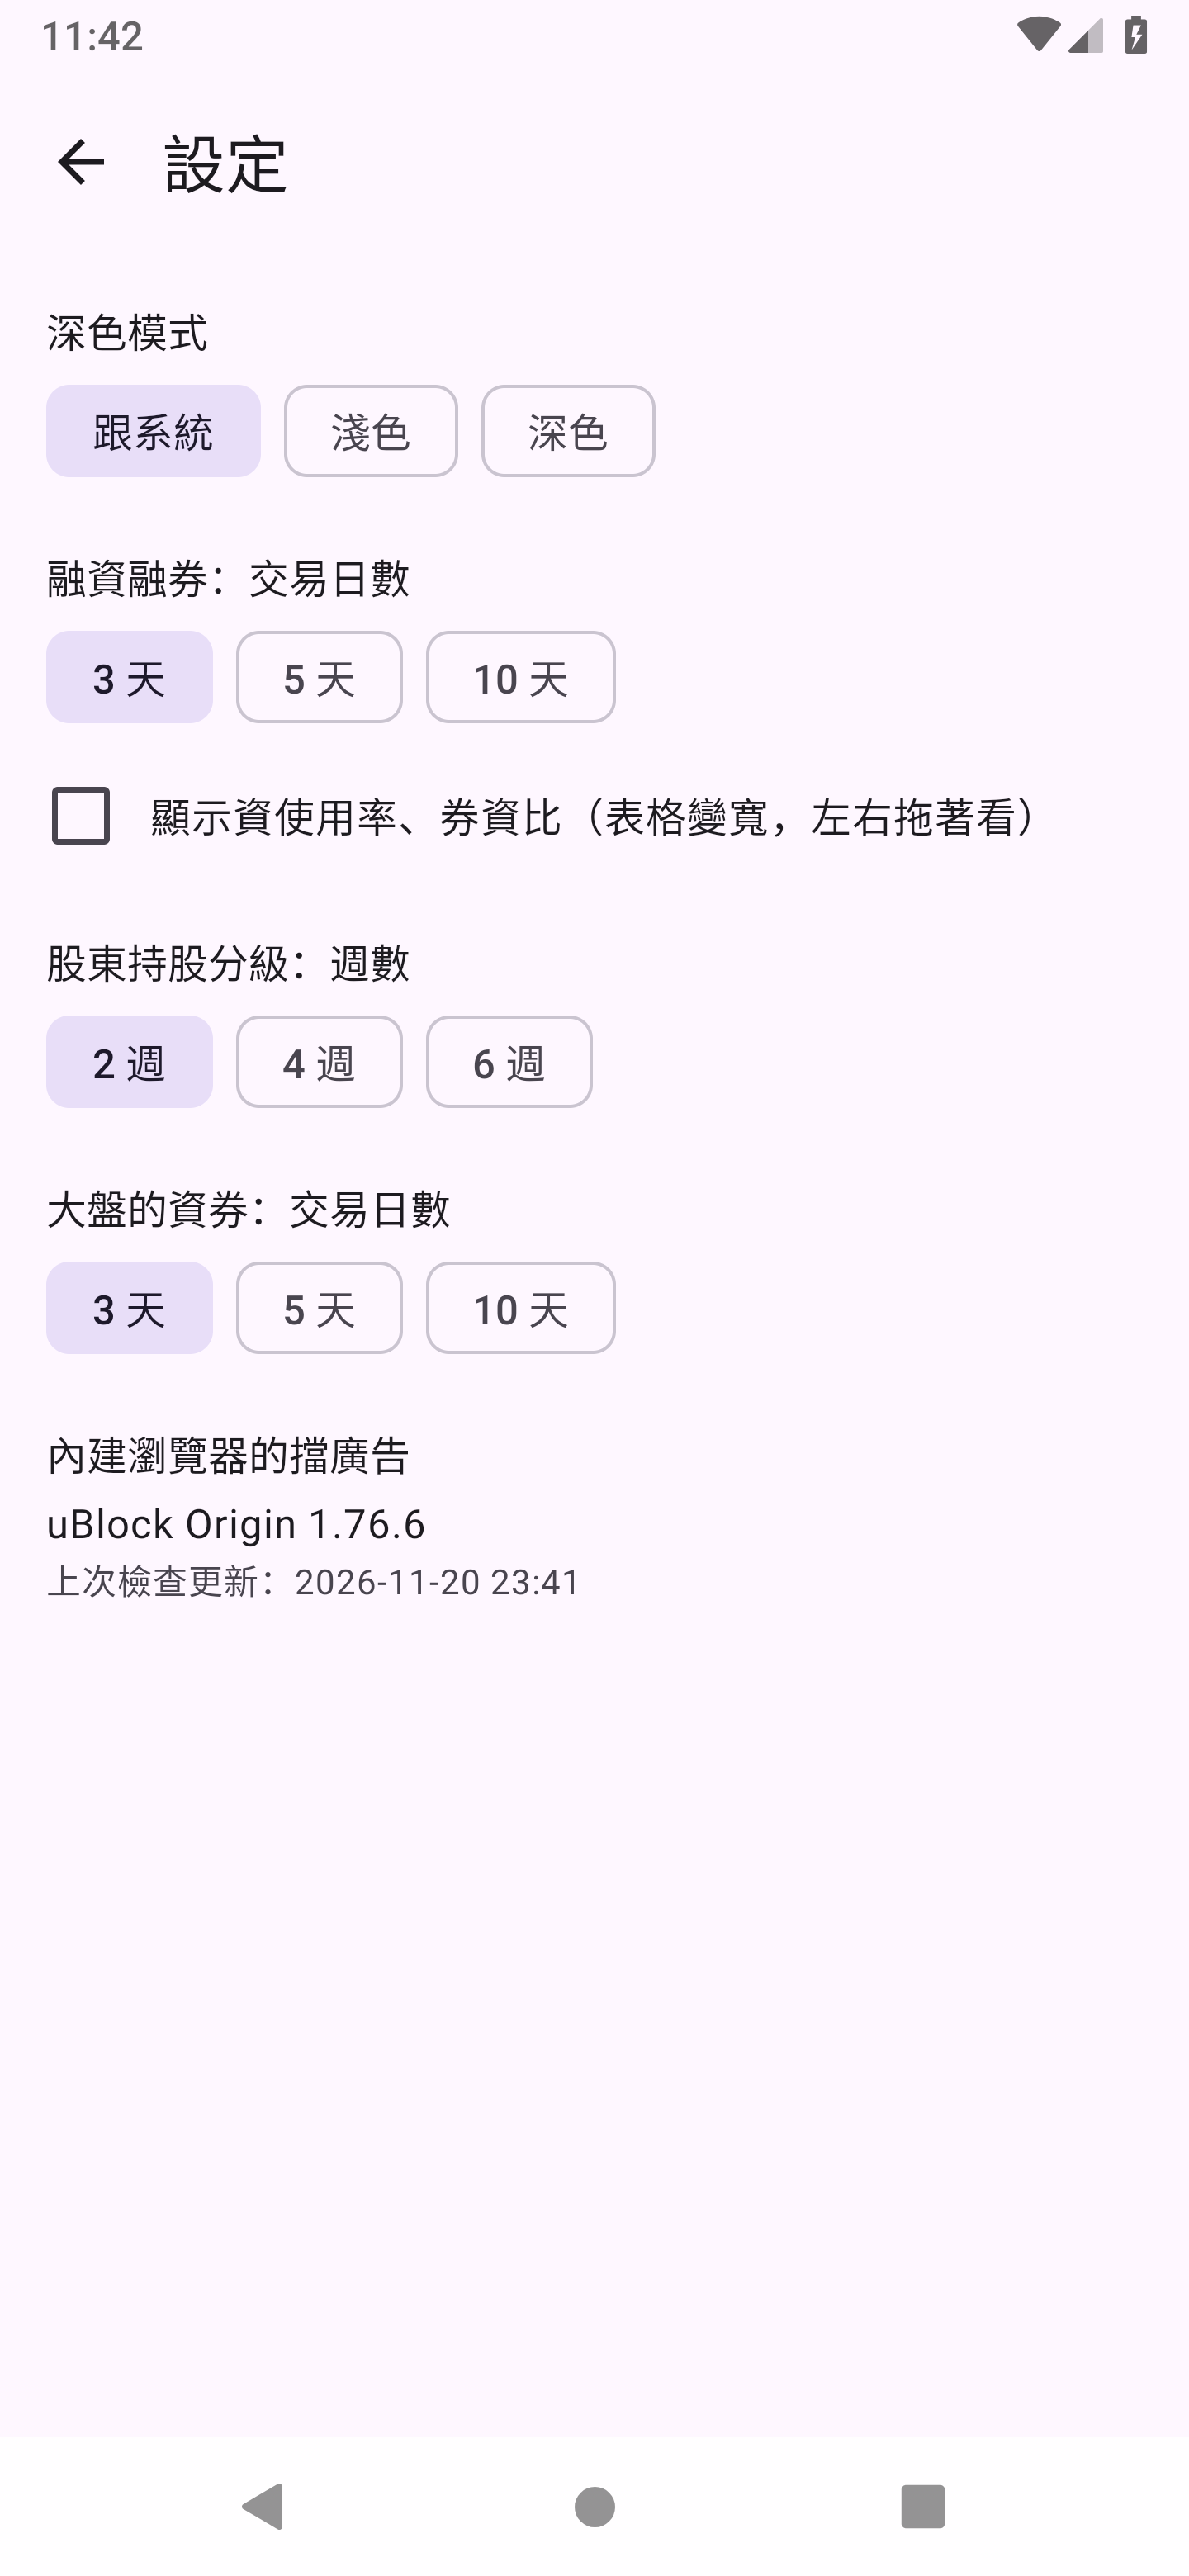 11:42
設定
深色模式
跟系統 淺色 深色
融資融券：交易日數
3 天 5 天 10 天
顯示資使用率、券資比（表格變寬，左右拖著看）
股東持股分級：週數
2 週 4 週 6 週
大盤的資券：交易日數
3 天 5 天 10 天
內建瀏覽器的擋廣告
uBlock Origin 1.76.6
上次檢查更新：2026-11-20 23:41